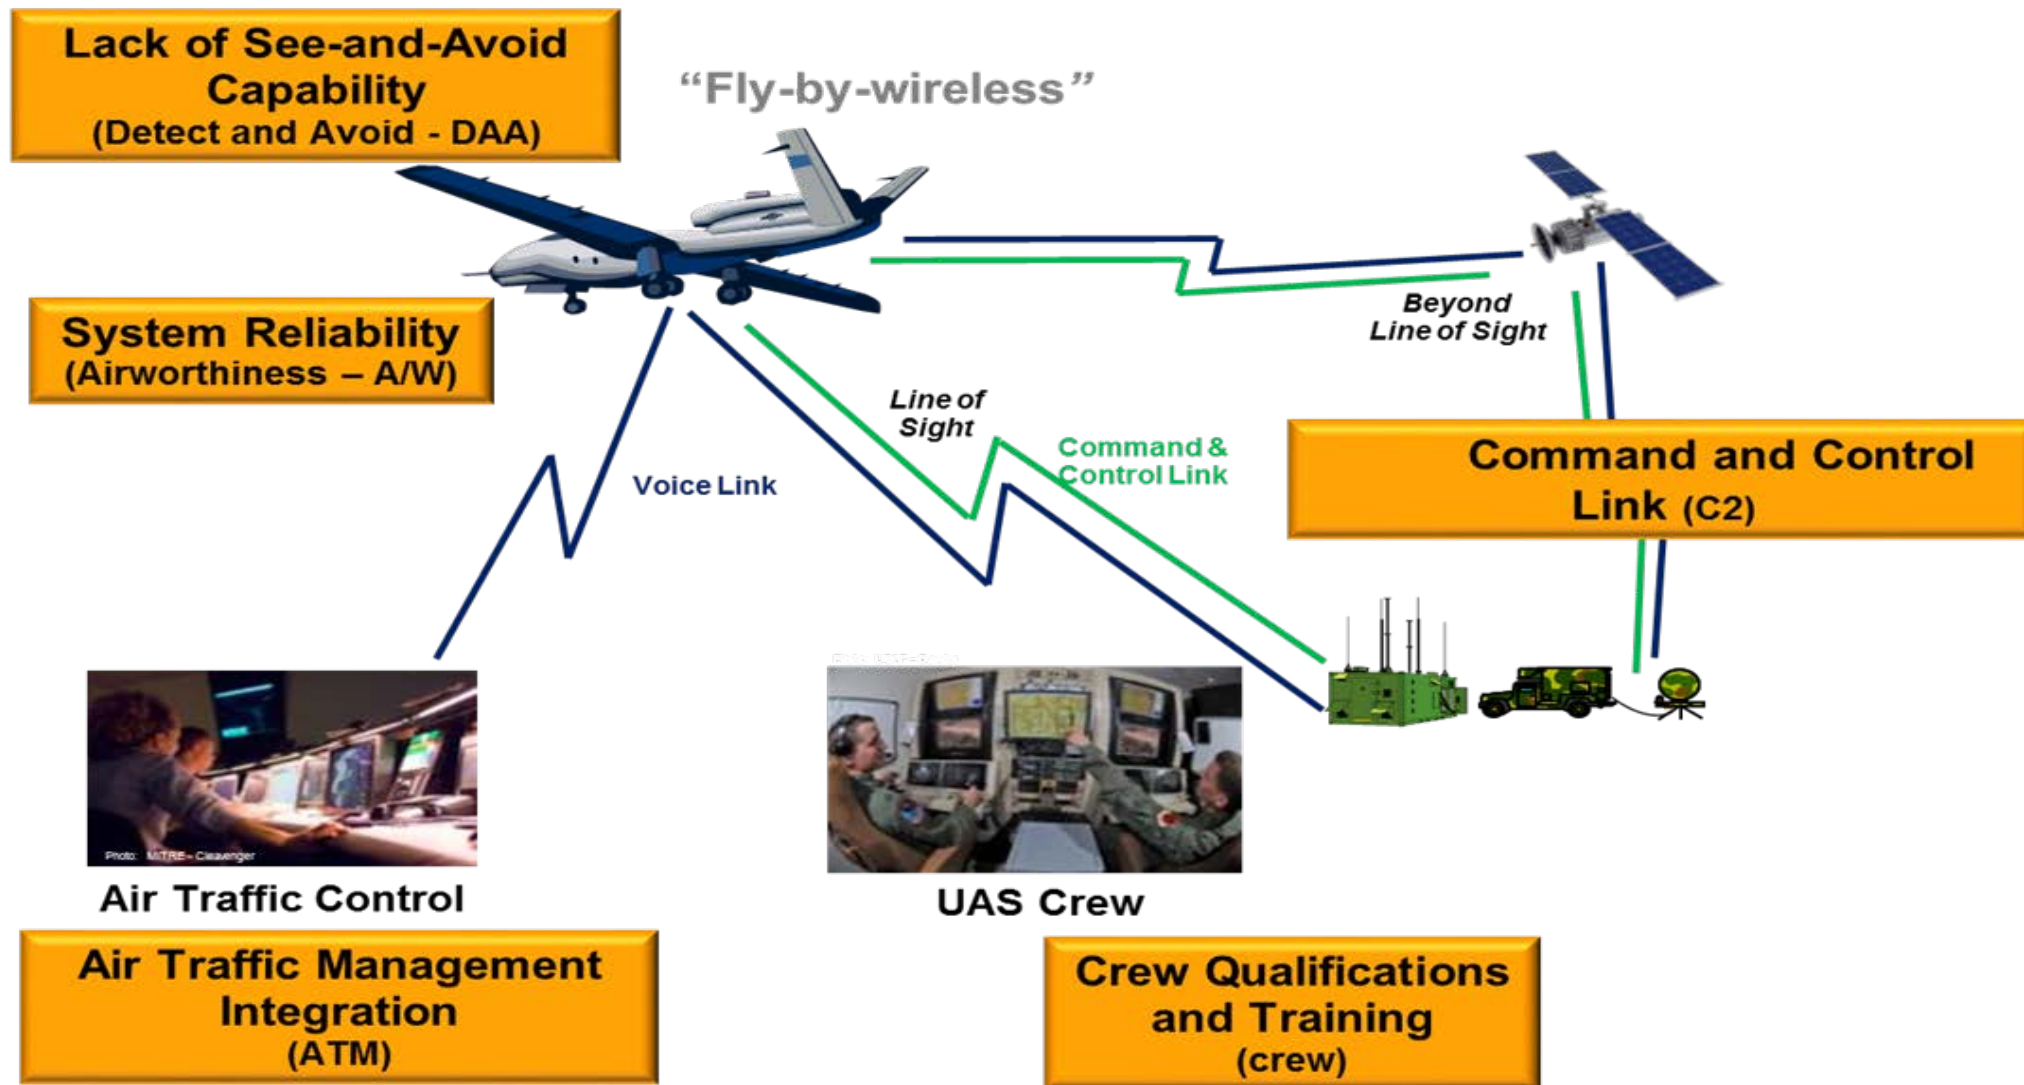 Lack of See-and-Avoid
Capability
(Detect and Avoid - DAA)
“Fly-by-wireless”
System Reliability
(Airworthiness – A/W)
Beyond
Line of Sight
Line of
Sight
Command &
Control Link
Voice Link
Command and Control
Link (C2)
Photo: MITRE - Cleavenger
Air Traffic Control
UAS Crew
Air Traffic Management
Integration
(ATM)
Crew Qualifications
and Training
(crew)